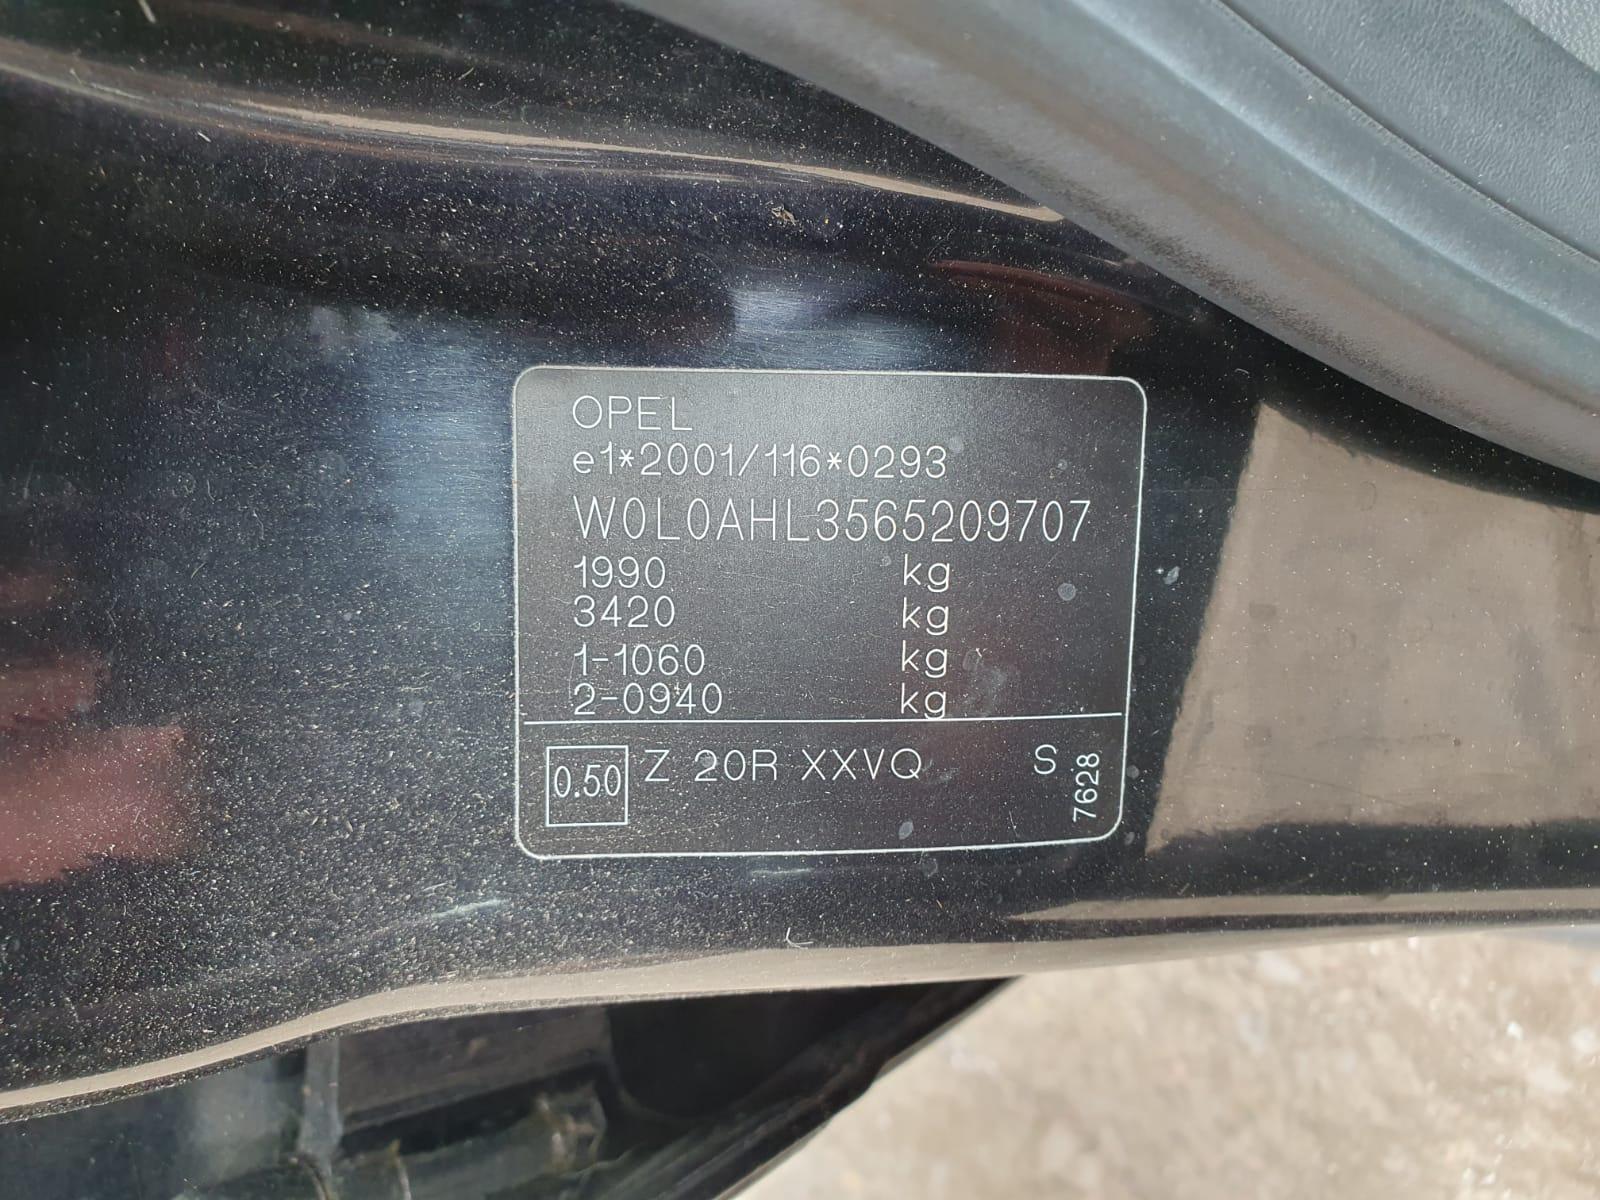 OPEL
e1*2001/116*0293
W0L0AHL3565209707
1990 kg
3420 kg
1-1060 kg
2-0940 kg
0.50 Z 20R XXVQ S
7628